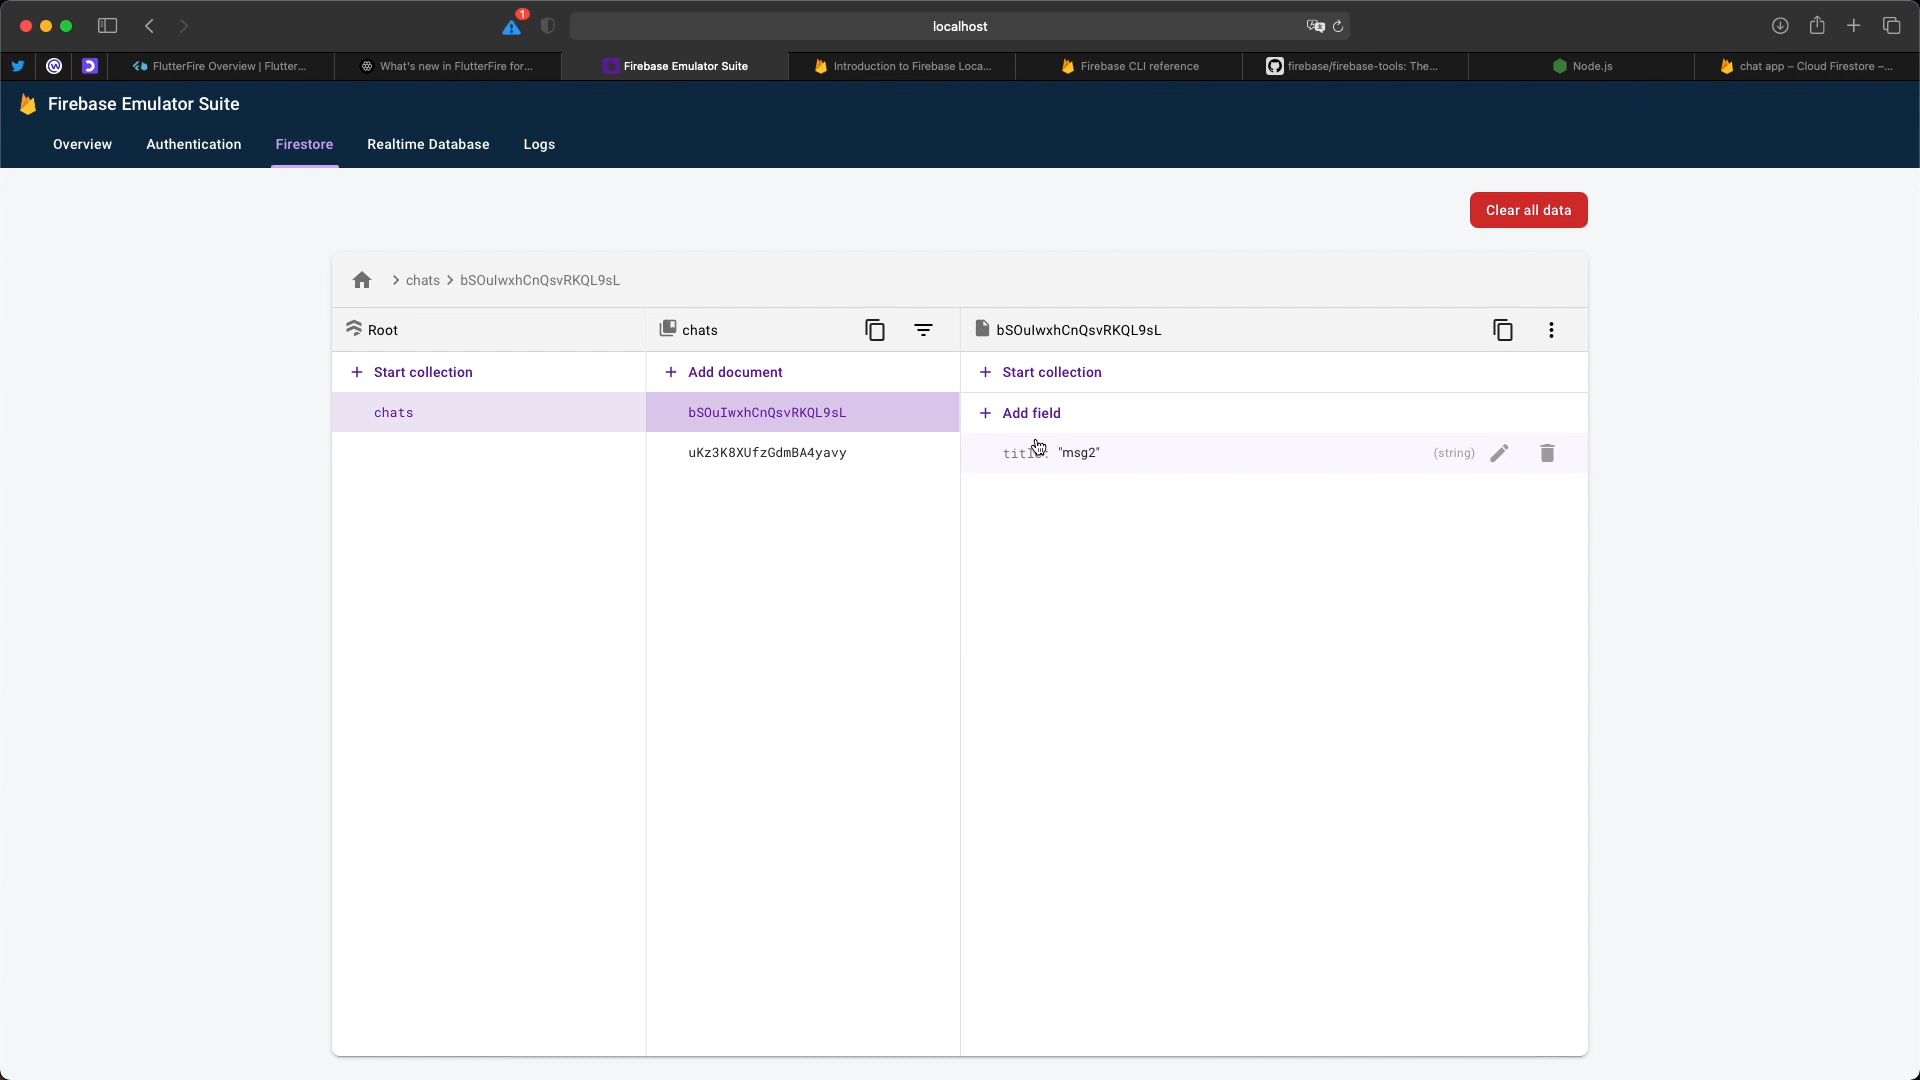 1
localhost
FlutterFire Overview | Flutter...
What's new in FlutterFire for...
Firebase Emulator Suite
Introduction to Firebase Loca...
Firebase CLI reference
firebase/firebase-tools: The...
Node.js
chat app – Cloud Firestore –...
Firebase Emulator Suite
Overview
Authentication
Firestore
Realtime Database
Logs
Clear all data
chats
bSOuIwxhCnQsvRKQL9sL
Root
chats
bSOuIwxhCnQsvRKQL9sL
Start collection
Add document
Start collection
chats
bSOuIwxhCnQsvRKQL9sL
Add field
uKz3K8XUfzGdmBA4yavy
title: "msg2"
(string)